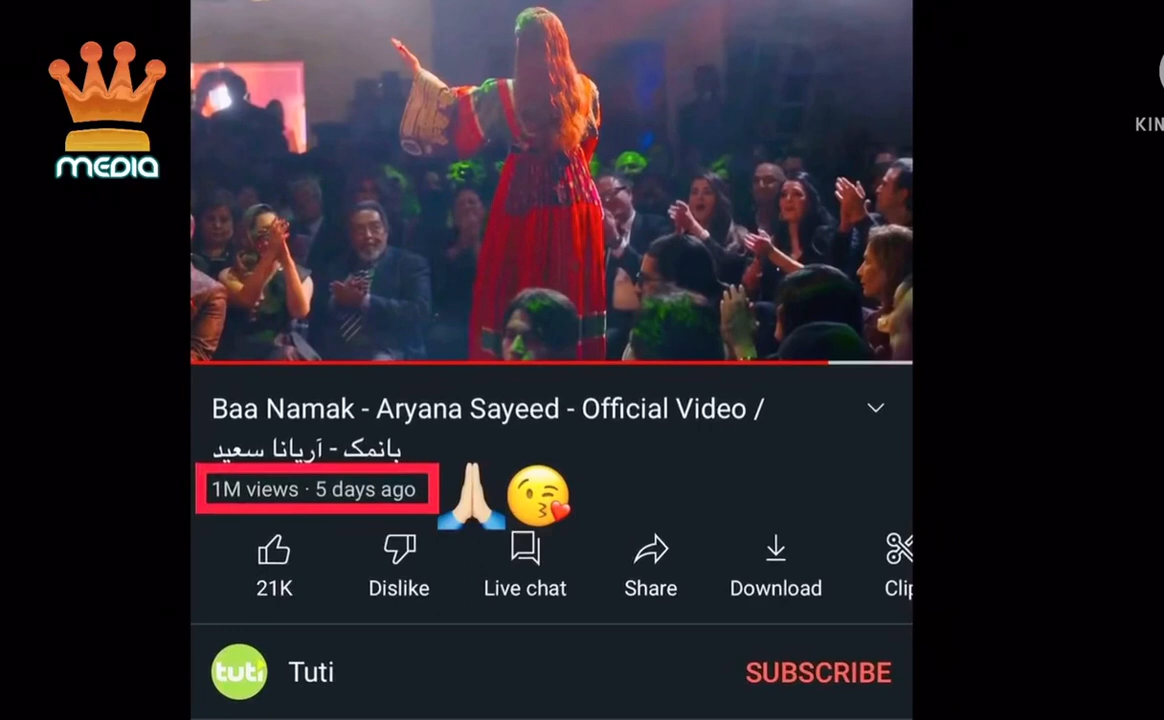 MEDIA
KIN
Baa Namak - Aryana Sayeed - Official Video /
بانمک - آریانا سعید
1M views · 5 days ago
21K
Dislike
Live chat
Share
Download
Clip
tuti
Tuti
SUBSCRIBE